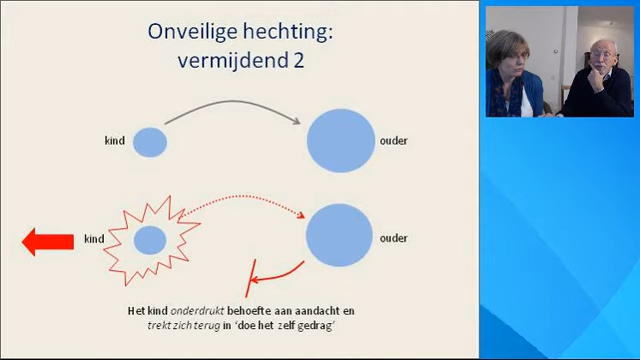 Onveilige hechting:
vermijdend 2
kind
ouder
kind
ouder
Het kind onderdrukt behoefte aan aandacht en
trekt zich terug in ‘doe het zelf gedrag’